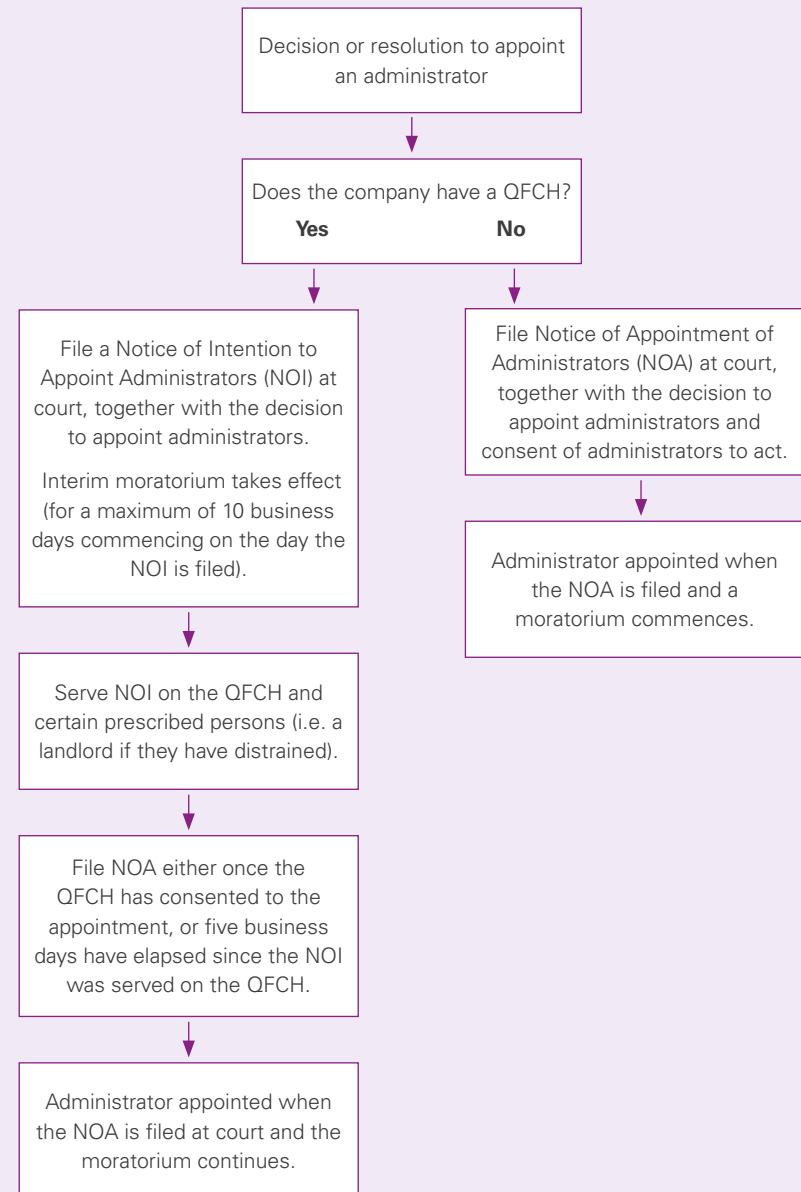 Decision or resolution to appoint
an administrator
Does the company have a QFCH?
Yes No
File a Notice of Intention to
Appoint Administrators (NOI) at
court, together with the decision
to appoint administrators.
Interim moratorium takes effect
(for a maximum of 10 business
days commencing on the day the
NOI is filed).
Serve NOI on the QFCH and
certain prescribed persons (i.e. a
landlord if they have distrained).
File NOA either once the
QFCH has consented to the
appointment, or five business
days have elapsed since the NOI
was served on the QFCH.
Administrator appointed when
the NOA is filed at court and the
moratorium continues.
File Notice of Appointment of
Administrators (NOA) at court,
together with the decision to
appoint administrators and
consent of administrators to act.
Administrator appointed when
the NOA is filed and a
moratorium commences.